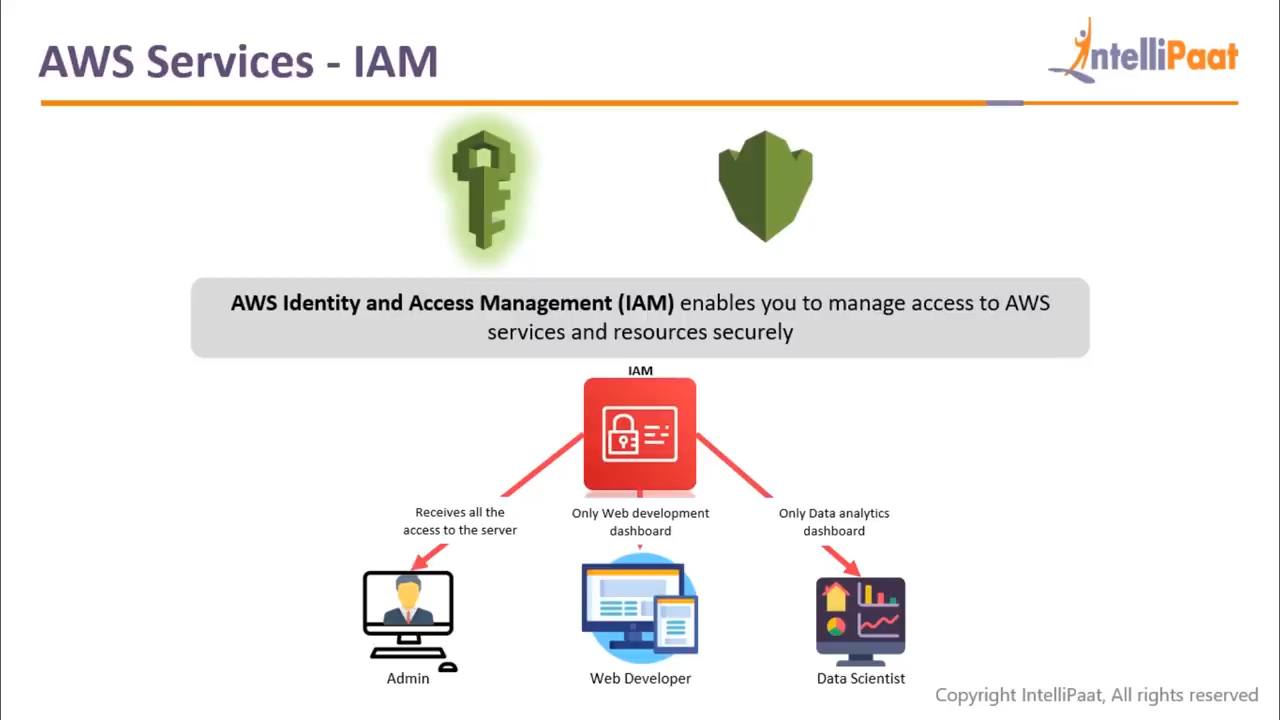 AWS Services - IAM
IntelliPaat
AWS Identity and Access Management (IAM) enables you to manage access to AWS
services and resources securely
IAM
Receives all the
access to the server
Only Web development
dashboard
Only Data analytics
dashboard
Admin
Web Developer
Data Scientist
Copyright IntelliPaat, All rights reserved